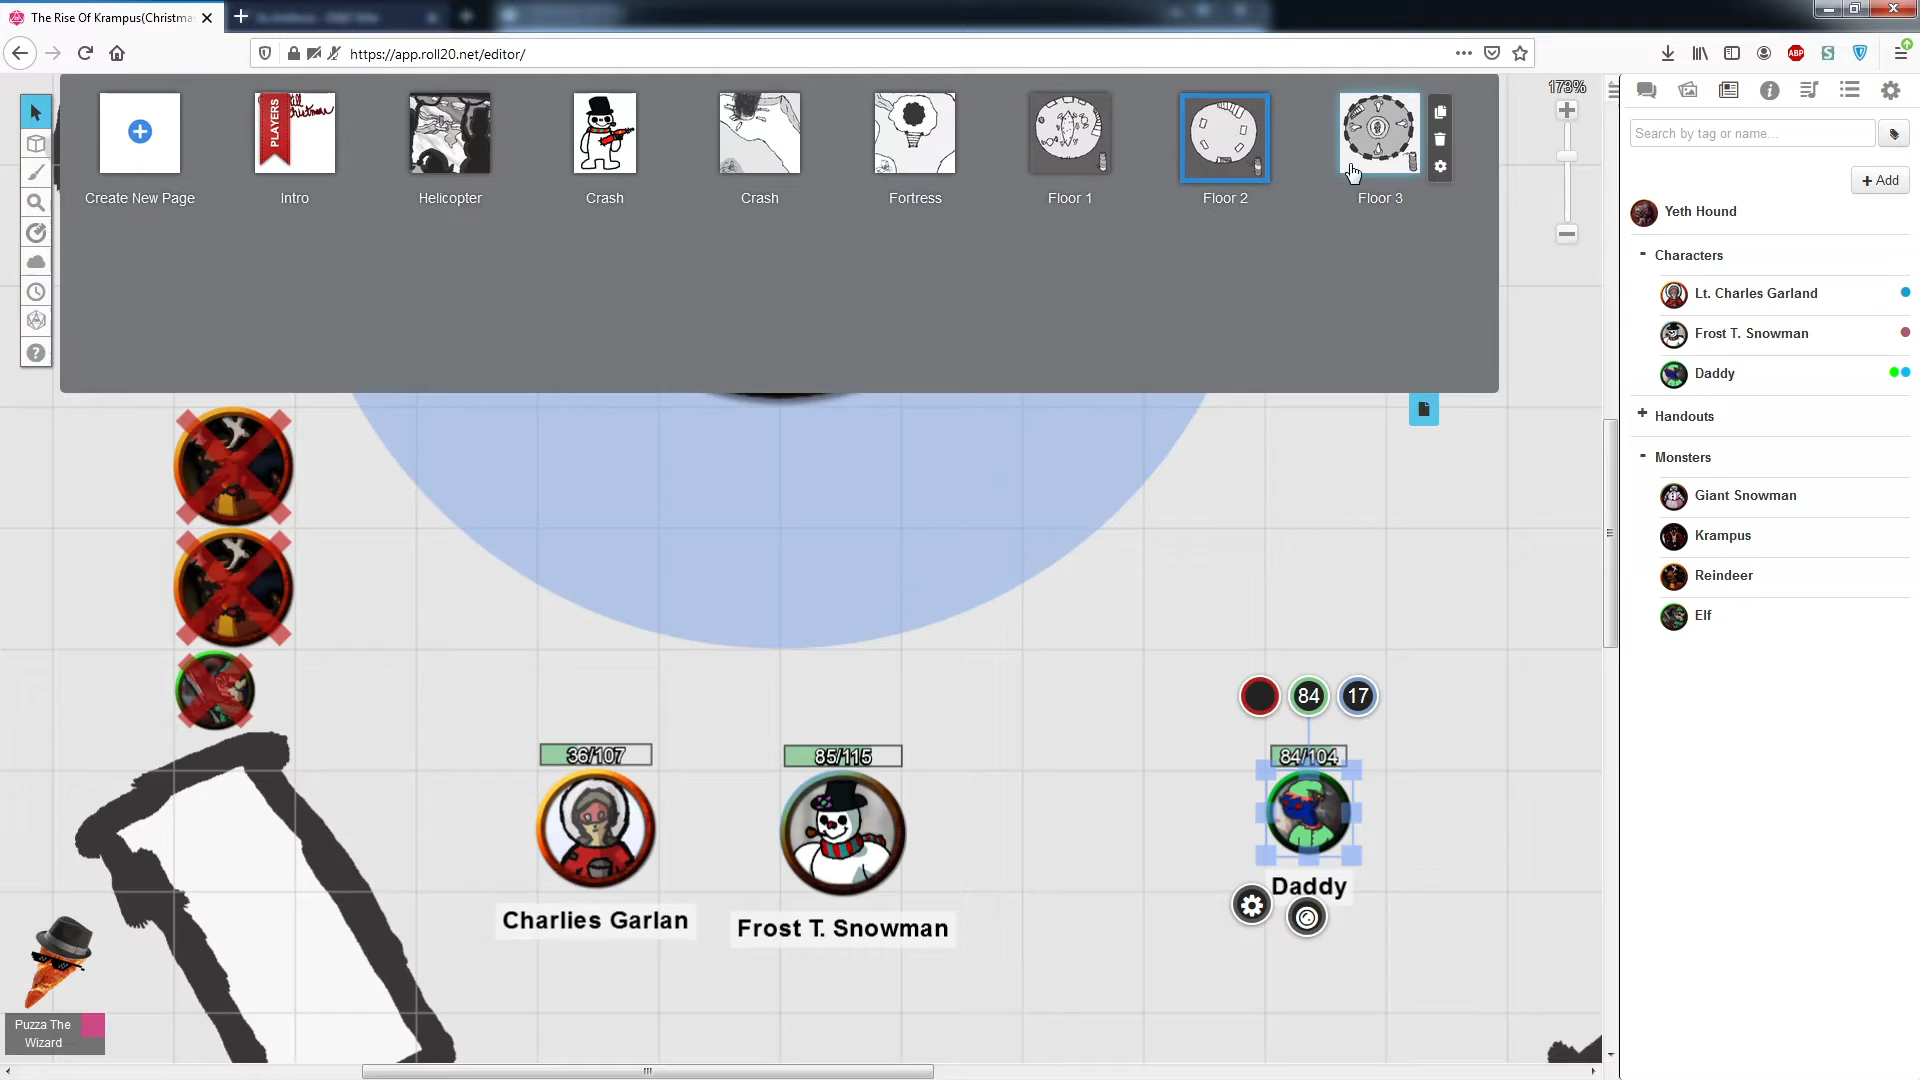 The Rise Of Krampus(Christma
https://app.roll20.net/editor/
ABP
S
173%
PLAYERS
Christmas
Create New Page
Intro
Helicopter
Crash
Crash
Fortress
Floor 1
Floor 2
Floor 3
Search by tag or name...
+ Add
Yeth Hound
- Characters
Lt. Charles Garland
Frost T. Snowman
Daddy
+ Handouts
- Monsters
Giant Snowman
Krampus
Reindeer
Elf
84
17
36/107
85/115
84/104
Charlies Garlan
Frost T. Snowman
Daddy
Puzza The
Wizard